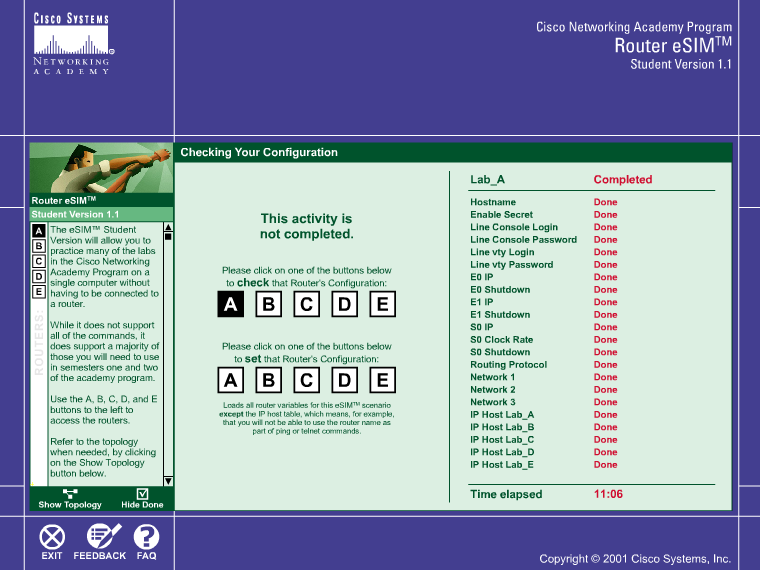 CISCO SYSTEMS
NETWORKING
ACADEMY
Cisco Networking Academy Program
Router eSIM™
Student Version 1.1
Checking Your Configuration
Router eSIM™
Student Version 1.1
A
B
C
D
E
ROUTERS:
The eSIM™ Student
Version will allow you to
practice many of the labs
in the Cisco Networking
Academy Program on a
single computer without
having to be connected to
a router.
While it does not support
all of the commands, it
does support a majority of
those you will need to use
in semesters one and two
of the academy program.
Use the A, B, C, D, and E
buttons to the left to
access the routers.
Refer to the topology
when needed, by clicking
on the Show Topology
button below.
Show Topology Hide Done
This activity is
not completed.
Please click on one of the buttons below
to check that Router's Configuration:
A B C D E
Please click on one of the buttons below
to set that Router's Configuration:
A B C D E
Loads all router variables for this eSIM™ scenario
except the IP host table, which means, for example,
that you will not be able to use the router name as
part of ping or telnet commands.
Lab_A Completed
Hostname Done
Enable Secret Done
Line Console Login Done
Line Console Password Done
Line vty Login Done
Line vty Password Done
E0 IP Done
E0 Shutdown Done
E1 IP Done
E1 Shutdown Done
S0 IP Done
S0 Clock Rate Done
S0 Shutdown Done
Routing Protocol Done
Network 1 Done
Network 2 Done
Network 3 Done
IP Host Lab_A Done
IP Host Lab_B Done
IP Host Lab_C Done
IP Host Lab_D Done
IP Host Lab_E Done
Time elapsed 11:06
EXIT FEEDBACK FAQ
Copyright © 2001 Cisco Systems, Inc.